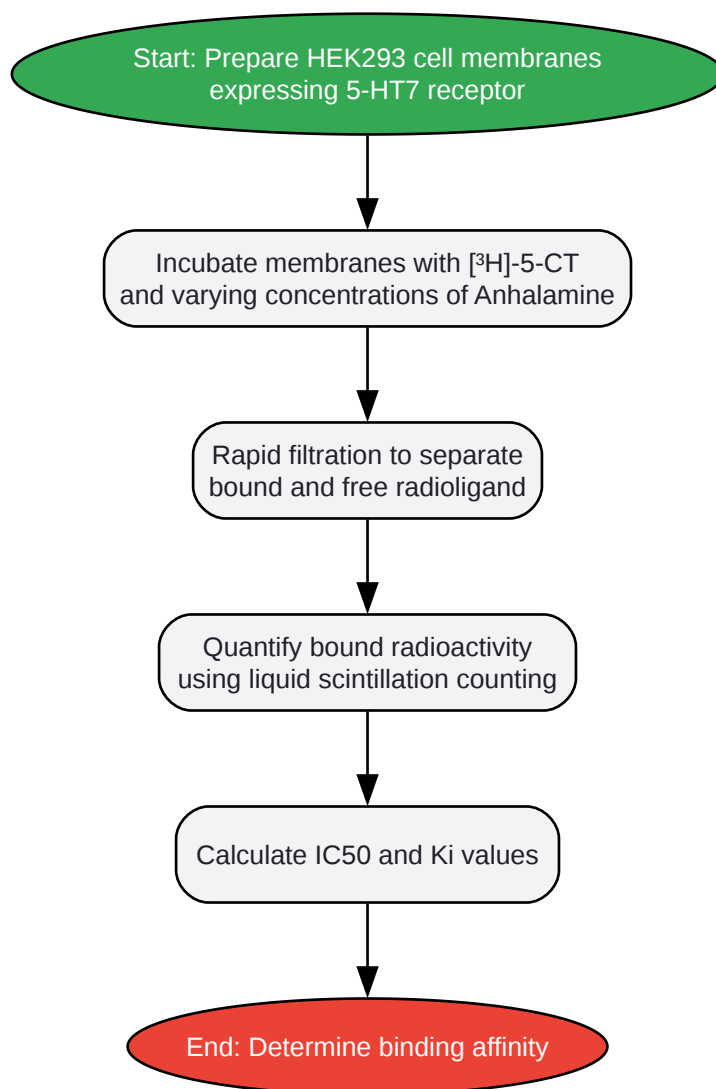 Start: Prepare HEK293 cell membranes
expressing 5-HT7 receptor
Incubate membranes with [³H]-5-CT
and varying concentrations of Anhalamine
Rapid filtration to separate
bound and free radioligand
Quantify bound radioactivity
using liquid scintillation counting
Calculate IC50 and Ki values
End: Determine binding affinity